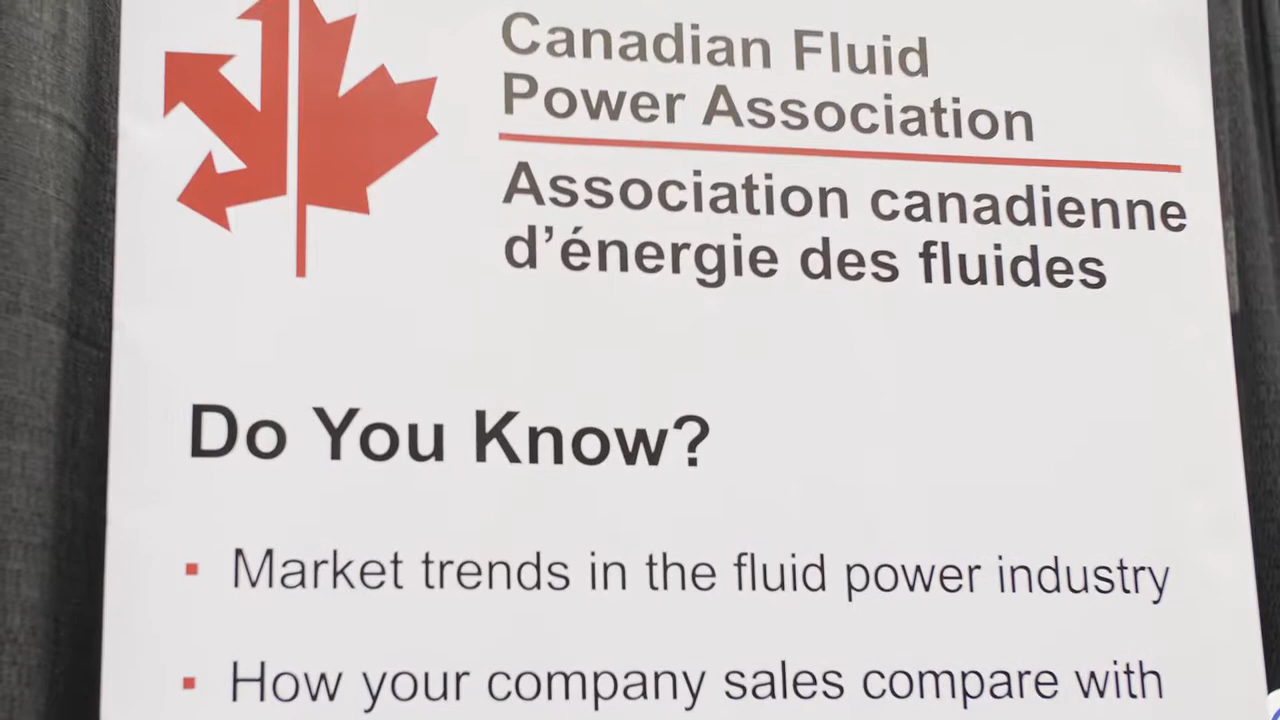 Canadian Fluid
Power Association
Association canadienne
d’énergie des fluides
Do You Know?
▪ Market trends in the fluid power industry
▪ How your company sales compare with